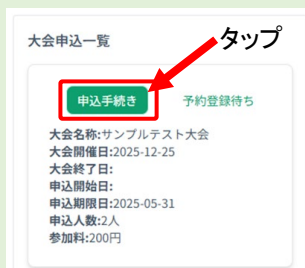 大会申込一覧
タップ
申込手続き 予約登録待ち
大会名称:サンプルテスト大会
大会開催日:2025-12-25
大会終了日:
申込開始日:
申込期限日:2025-05-31
申込人数:2人
参加料:200円